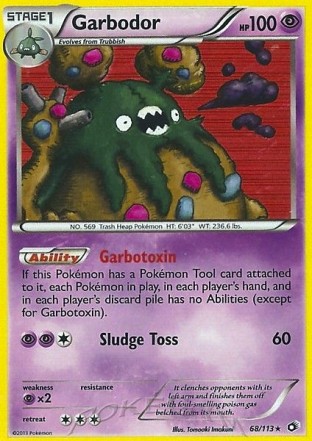 STAGE1
Garbodor
HP100
Evolves from Trubbish
NO. 569 Trash Heap Pokémon HT: 6'03" WT: 236.6 lbs.
Ability Garbotoxin
If this Pokémon has a Pokémon Tool card attached
to it, each Pokémon in play, in each player's hand, and
in each player's discard pile has no Abilities (except
for Garbotoxin).
Sludge Toss 60
weakness resistance
×2
retreat
It clenches opponents with its
left arm and finishes them off
with foul-smelling poison gas
belched from its mouth.
Illus. Tomooki Imakuni
68/113 ★
©2013 Pokémon